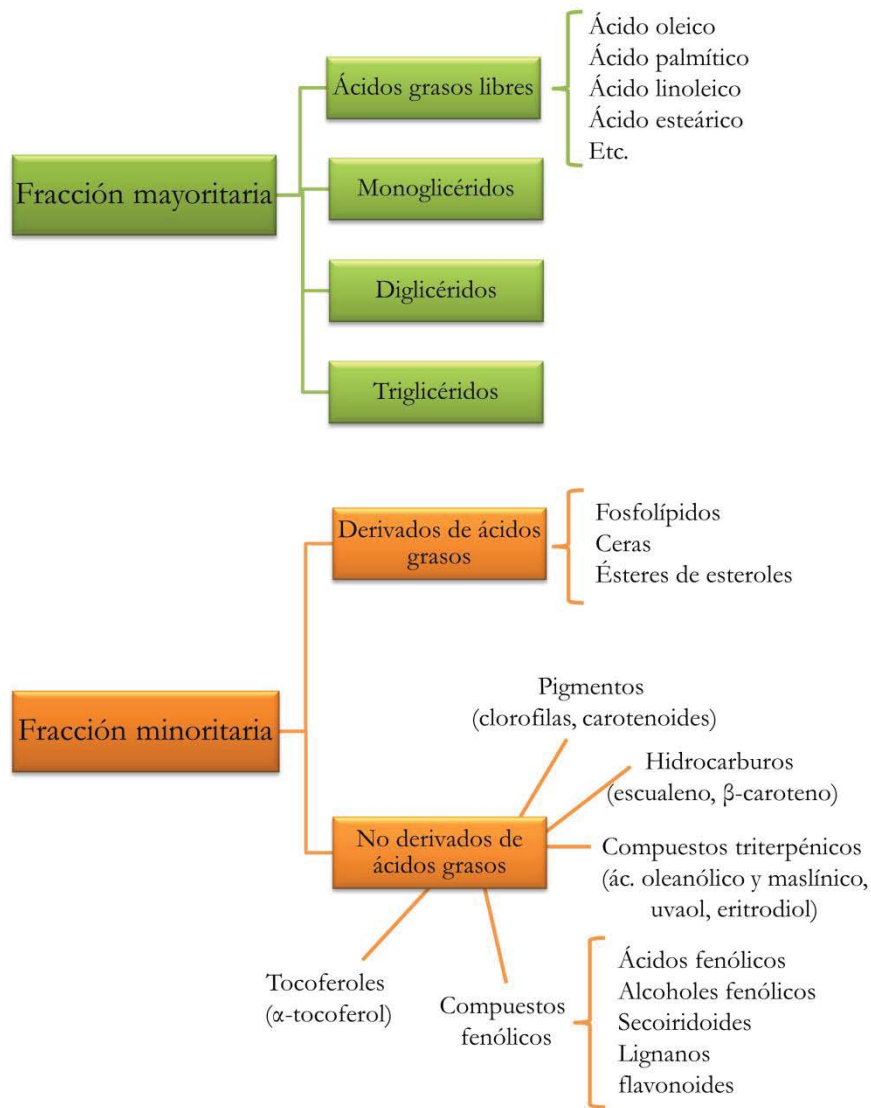 Fracción mayoritaria
Ácidos grasos libres
Ácido oleico
Ácido palmítico
Ácido linoleico
Ácido esteárico
Etc.
Monoglicéridos
Diglicéridos
Triglicéridos
Fracción minoritaria
Derivados de ácidos
grasos
Fosfolípidos
Ceras
Ésteres de esteroles
No derivados de
ácidos grasos
Pigmentos
(clorofilas, carotenoides)
Hidrocarburos
(escualeno, β-caroteno)
Compuestos triterpénicos
(ác. oleanólico y maslínico,
uvaol, eritrodiol)
Tocoferoles
(α-tocoferol)
Compuestos
fenólicos
Ácidos fenólicos
Alcoholes fenólicos
Secoiridoides
Lignanos
flavonoides